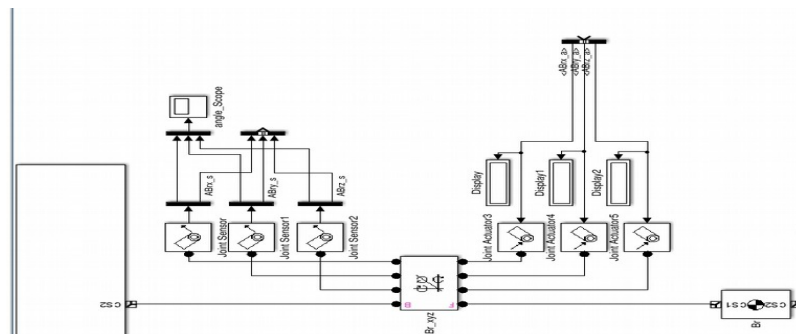 <ABrx_a>
<ABry_a>
<ABrz_a>
angle_Scope
ABrx_s
ABry_s
ABrz_s
Display
Display1
Display2
Joint Sensor
Joint Sensor1
Joint Sensor2
Joint Actuator3
Joint Actuator4
Joint Actuator5
CS2
B
F
Br_xyz
CS1
CS2
Br